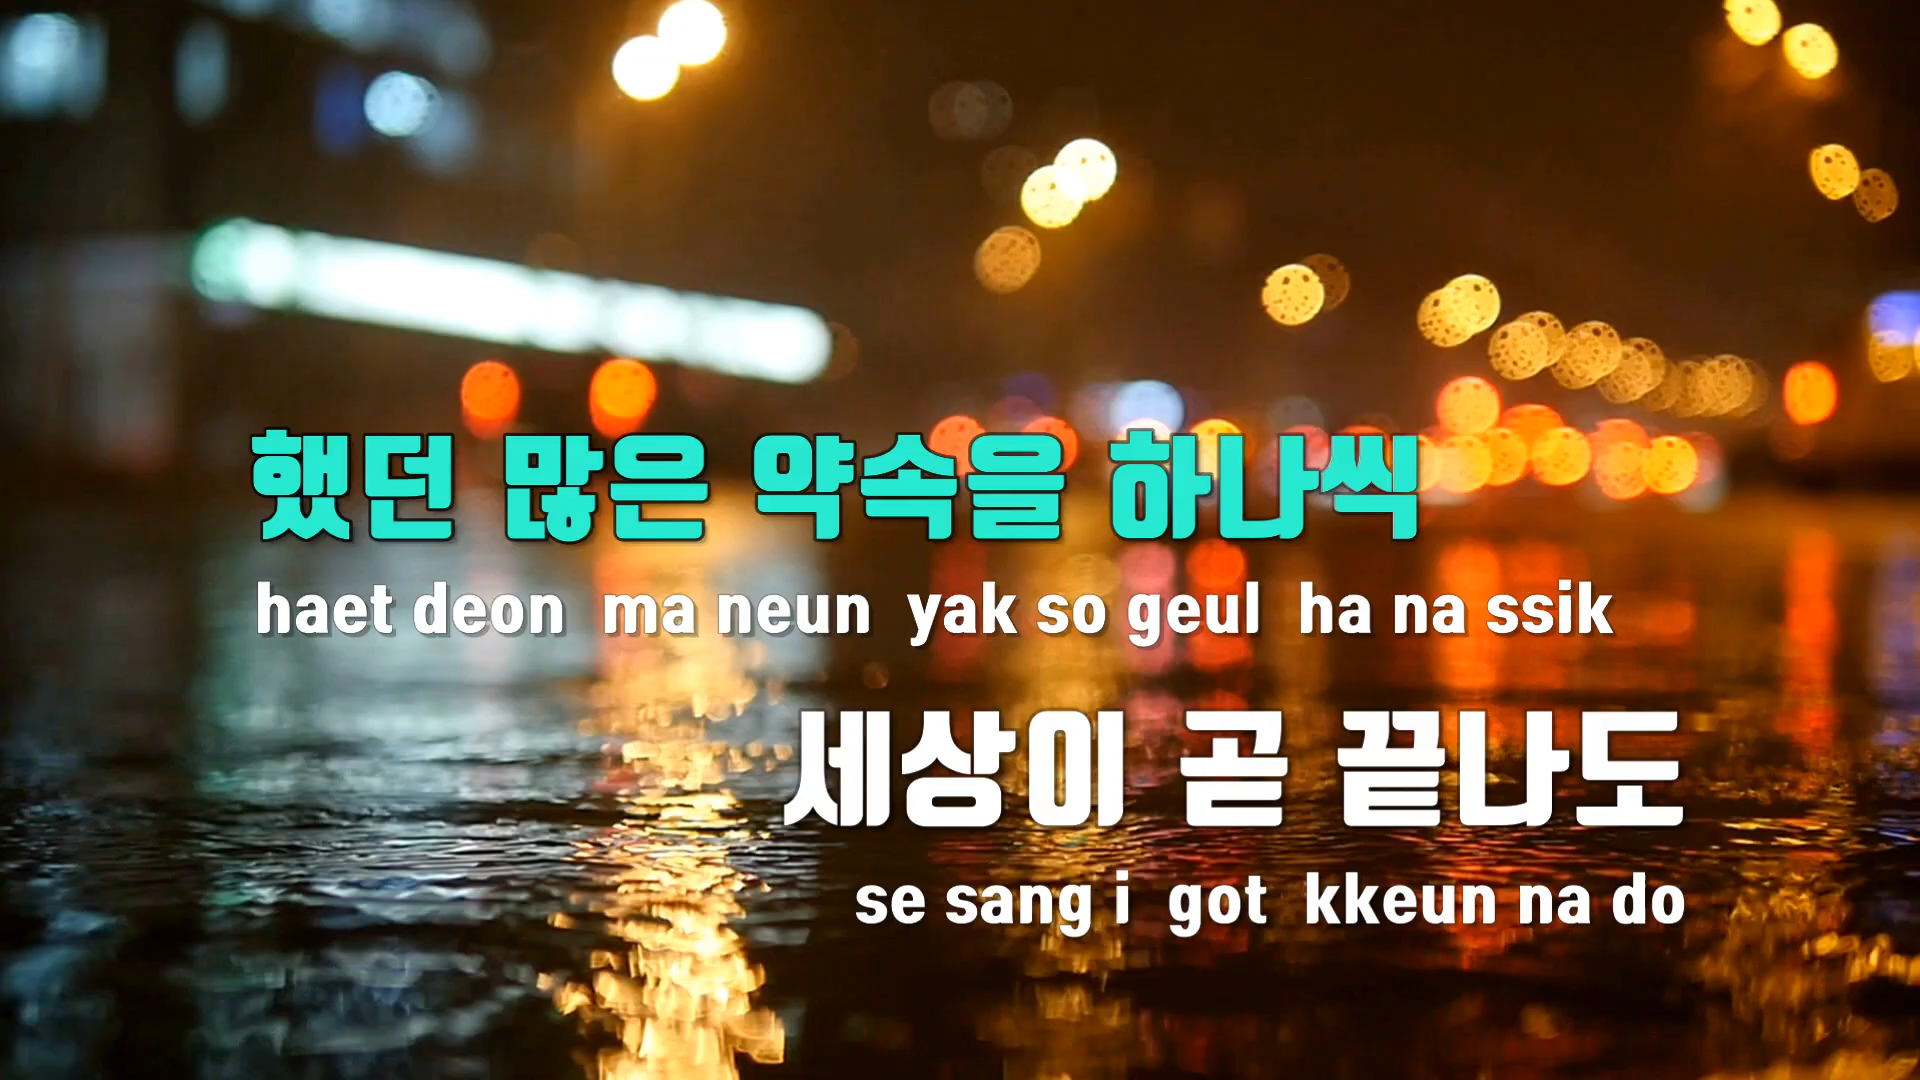 했던 많은 약속을 하나씩
haet deon ma neun yak so geul ha na ssik
세상이 곧 끝나도
se sang i got kkeun na do